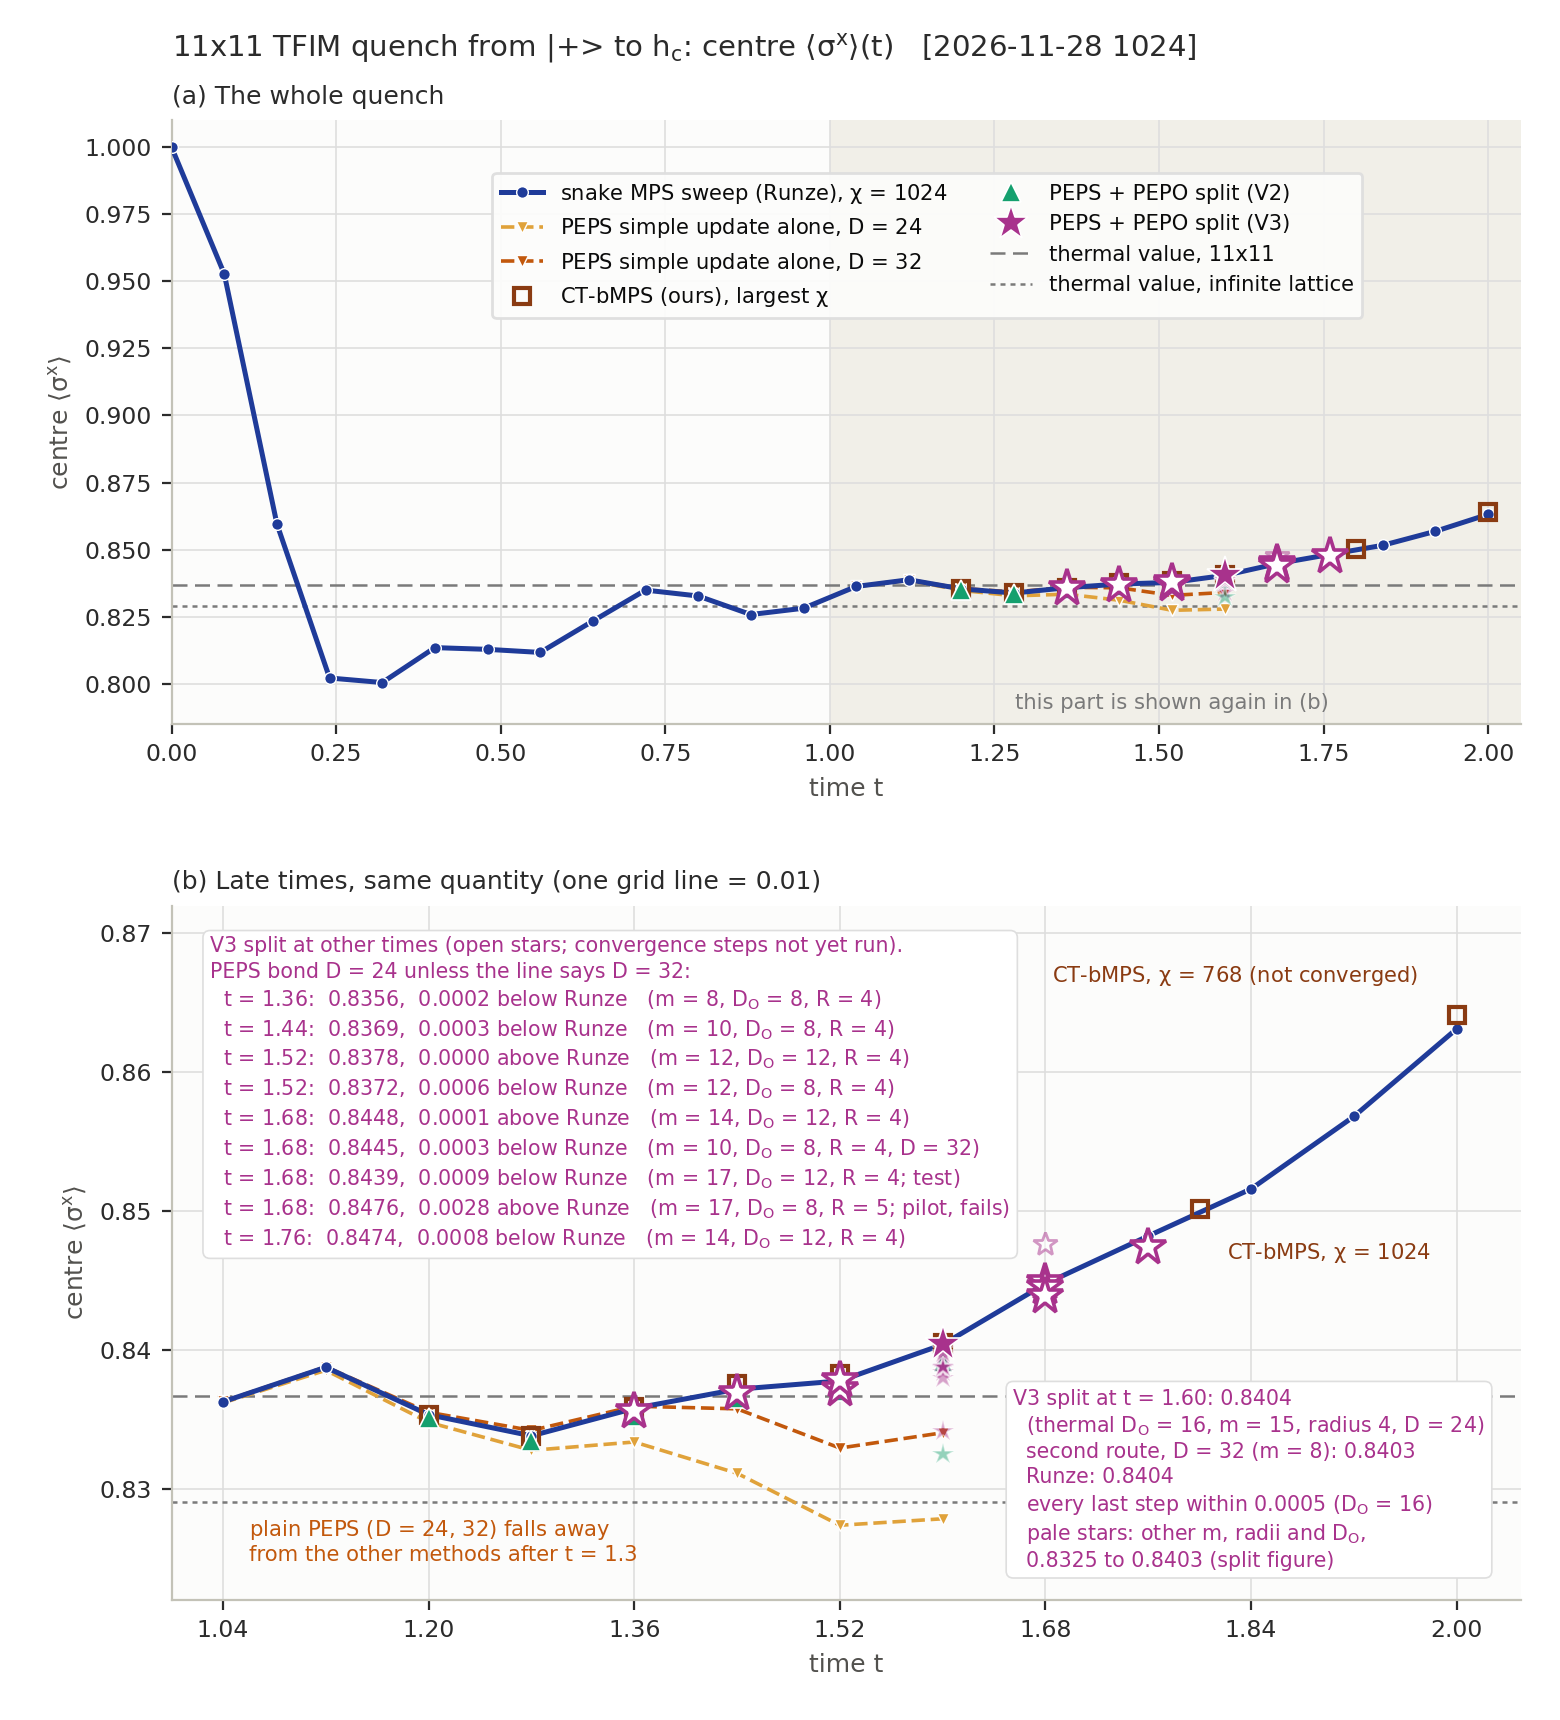 11x11 TFIM quench from |+> to h_c: centre ⟨σ^x⟩(t) [2026-11-28 1024]
(a) The whole quench
1.000
0.975
0.950
0.925
0.900
0.875
0.850
0.825
0.800
centre ⟨σ^x⟩
snake MPS sweep (Runze), χ = 1024
PEPS simple update alone, D = 24
PEPS simple update alone, D = 32
CT-bMPS (ours), largest χ
PEPS + PEPO split (V2)
PEPS + PEPO split (V3)
thermal value, 11x11
thermal value, infinite lattice
this part is shown again in (b)
0.00 0.25 0.50 0.75 1.00 1.25 1.50 1.75 2.00
time t
(b) Late times, same quantity (one grid line = 0.01)
0.87
0.86
0.85
0.84
0.83
centre ⟨σ^x⟩
V3 split at other times (open stars; convergence steps not yet run).
PEPS bond D = 24 unless the line says D = 32:
t = 1.36: 0.8356, 0.0002 below Runze (m = 8, D_O = 8, R = 4)
t = 1.44: 0.8369, 0.0003 below Runze (m = 10, D_O = 8, R = 4)
t = 1.52: 0.8378, 0.0000 above Runze (m = 12, D_O = 12, R = 4)
t = 1.52: 0.8372, 0.0006 below Runze (m = 12, D_O = 8, R = 4)
t = 1.68: 0.8448, 0.0001 above Runze (m = 14, D_O = 12, R = 4)
t = 1.68: 0.8445, 0.0003 below Runze (m = 10, D_O = 8, R = 4, D = 32)
t = 1.68: 0.8439, 0.0009 below Runze (m = 17, D_O = 12, R = 4; test)
t = 1.68: 0.8476, 0.0028 above Runze (m = 17, D_O = 8, R = 5; pilot, fails)
t = 1.76: 0.8474, 0.0008 below Runze (m = 14, D_O = 12, R = 4)
CT-bMPS, χ = 768 (not converged)
CT-bMPS, χ = 1024
V3 split at t = 1.60: 0.8404
(thermal D_O = 16, m = 15, radius 4, D = 24)
second route, D = 32 (m = 8): 0.8403
Runze: 0.8404
every last step within 0.0005 (D_O = 16)
pale stars: other m, radii and D_O,
0.8325 to 0.8403 (split figure)
plain PEPS (D = 24, 32) falls away
from the other methods after t = 1.3
1.04 1.20 1.36 1.52 1.68 1.84 2.00
time t